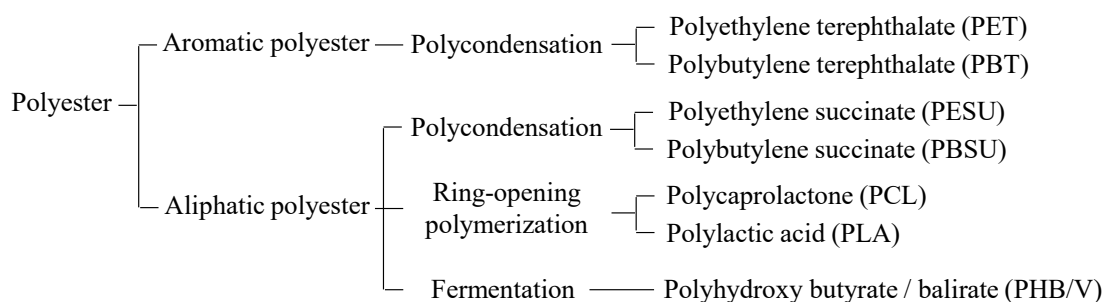 Polyester
Aromatic polyester
Polycondensation
Polyethylene terephthalate (PET)
Polybutylene terephthalate (PBT)
Aliphatic polyester
Polycondensation
Polyethylene succinate (PESU)
Polybutylene succinate (PBSU)
Ring-opening
polymerization
Polycaprolactone (PCL)
Polylactic acid (PLA)
Fermentation
Polyhydroxy butyrate / balirate (PHB/V)